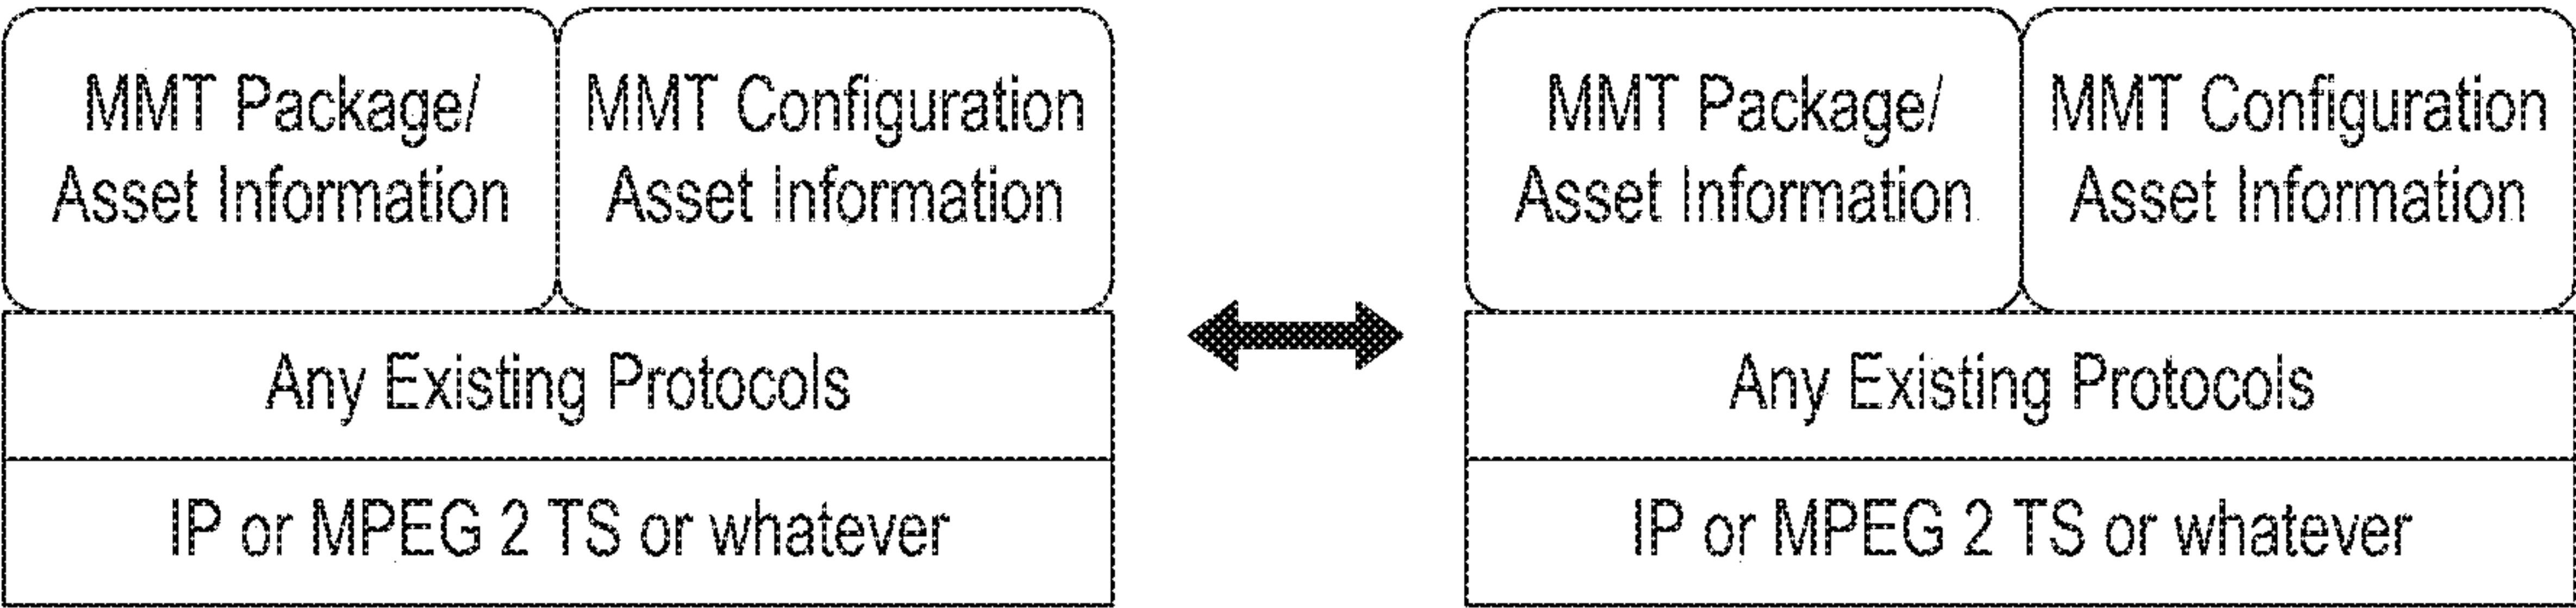 MMT Package/
Asset Information
MMT Configuration
Asset Information
Any Existing Protocols
IP or MPEG 2 TS or whatever
MMT Package/
Asset Information
MMT Configuration
Asset Information
Any Existing Protocols
IP or MPEG 2 TS or whatever